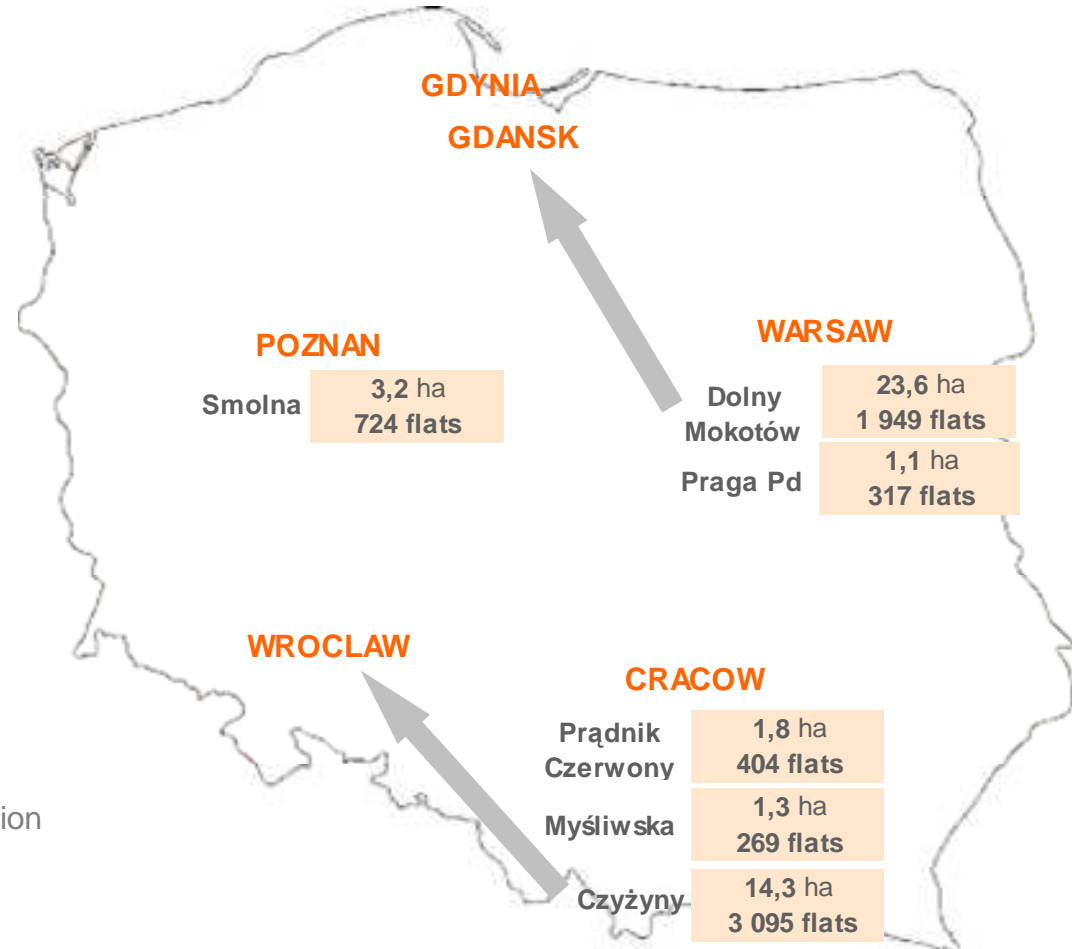 GDYNIA
GDANSK
POZNAN
Smolna
3,2 ha
724 flats
WARSAW
Dolny
Mokotów
23,6 ha
1 949 flats
Praga Pd
1,1 ha
317 flats
WROCLAW
CRACOW
Prądnik
Czerwony
1,8 ha
404 flats
Myśliwska
1,3 ha
269 flats
Czyżyny
14,3 ha
3 095 flats
ion